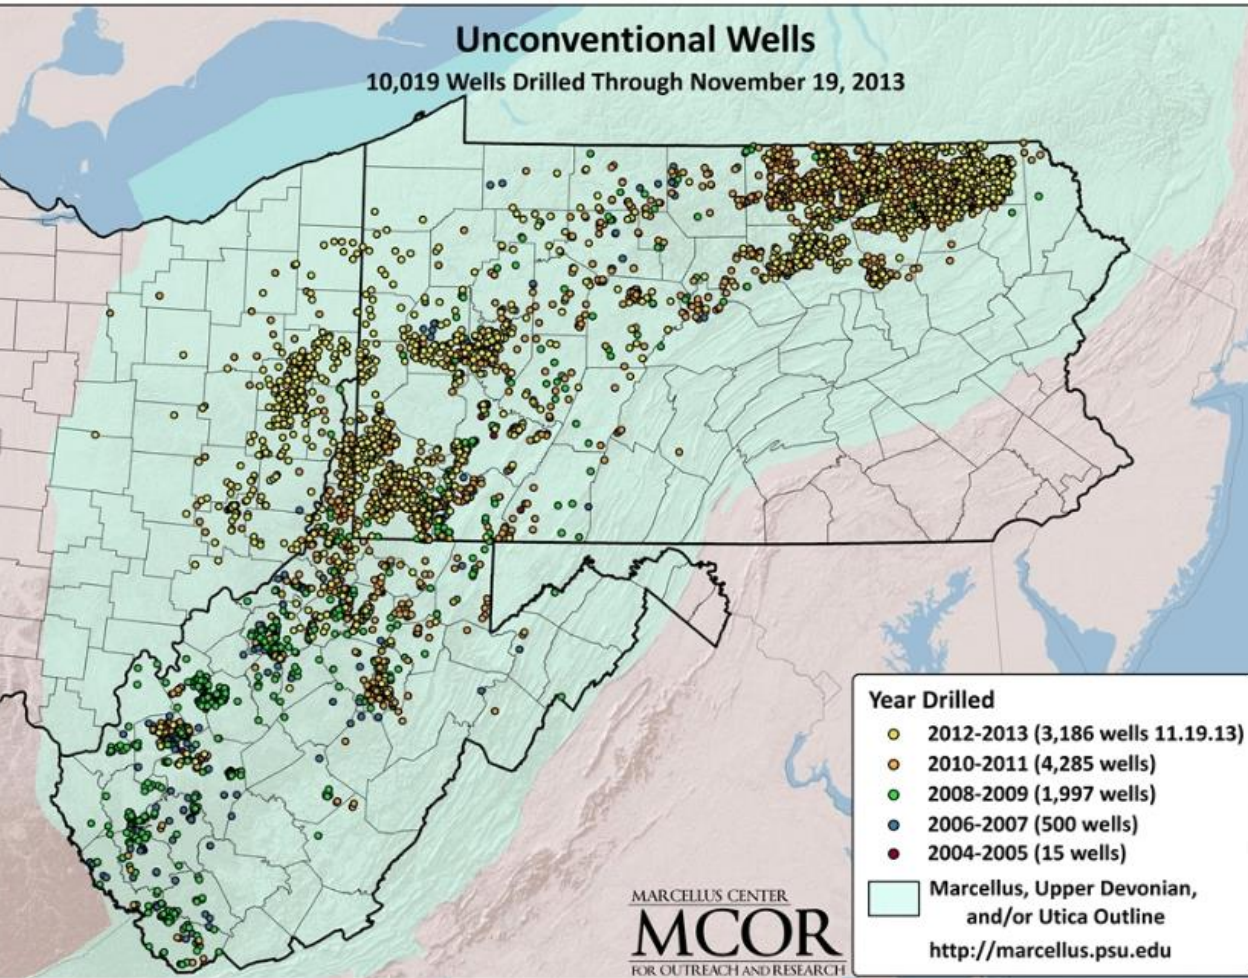 Unconventional Wells
10,019 Wells Drilled Through November 19, 2013
Year Drilled
2012-2013 (3,186 wells 11.19.13)
2010-2011 (4,285 wells)
2008-2009 (1,997 wells)
2006-2007 (500 wells)
2004-2005 (15 wells)
Marcellus, Upper Devonian,
and/or Utica Outline
http://marcellus.psu.edu
MARCELLUS CENTER
MCOR
FOR OUTREACH AND RESEARCH